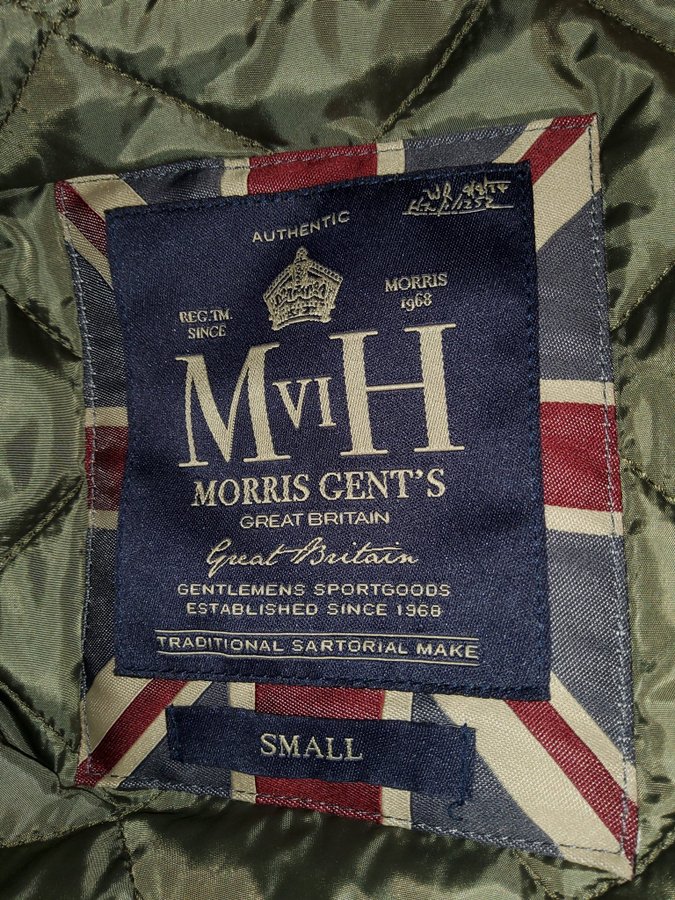 AUTHENTIC
REG.TM. MORRIS
SINCE 1968
MVIH
MORRIS GENT'S
GREAT BRITAIN
Great Britain
GENTLEMENS SPORTGOODS
ESTABLISHED SINCE 1968
TRADITIONAL SARTORIAL MAKE
SMALL